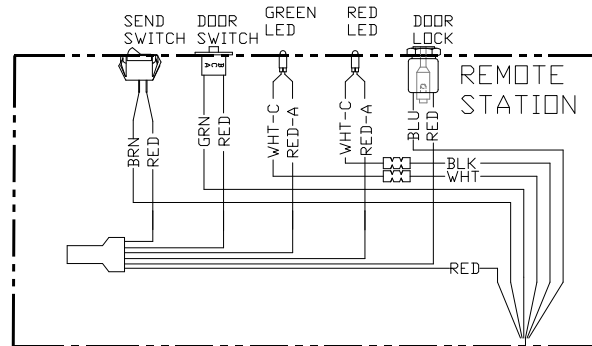 SEND SWITCH
DOOR SWITCH
GREEN LED
RED LED
DOOR LOCK
REMOTE STATION
BRN
RED
GRN
RED
WHT-C
RED-A
WHT-C
RED-A
BLU
RED
BLK
WHT
RED